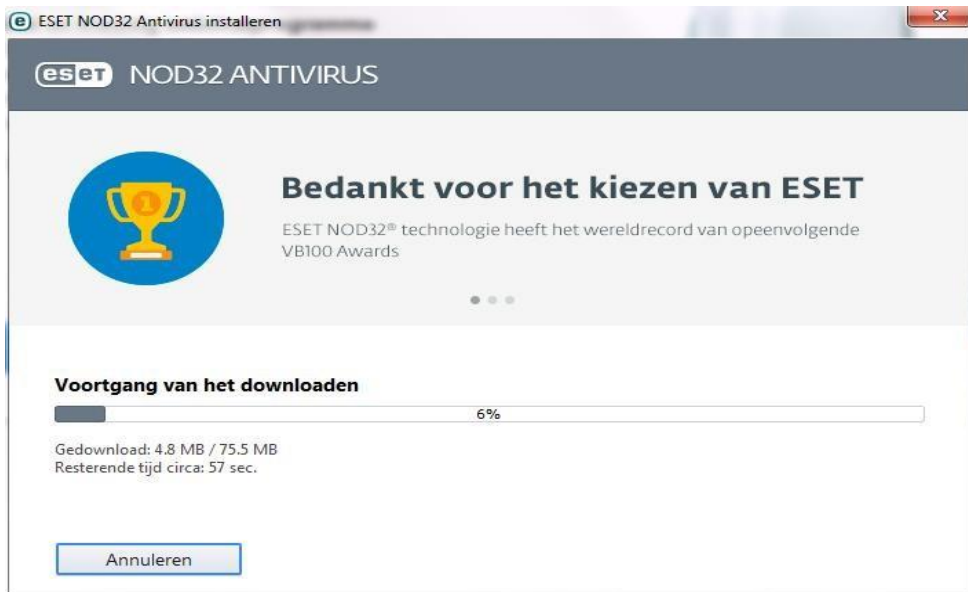 ESET NOD32 Antivirus installeren
eset NOD32 ANTIVIRUS
1
Bedankt voor het kiezen van ESET
ESET NOD32® technologie heeft het wereldrecord van opeenvolgende
VB100 Awards
Voortgang van het downloaden
6%
Gedownload: 4.8 MB / 75.5 MB
Resterende tijd circa: 57 sec.
Annuleren